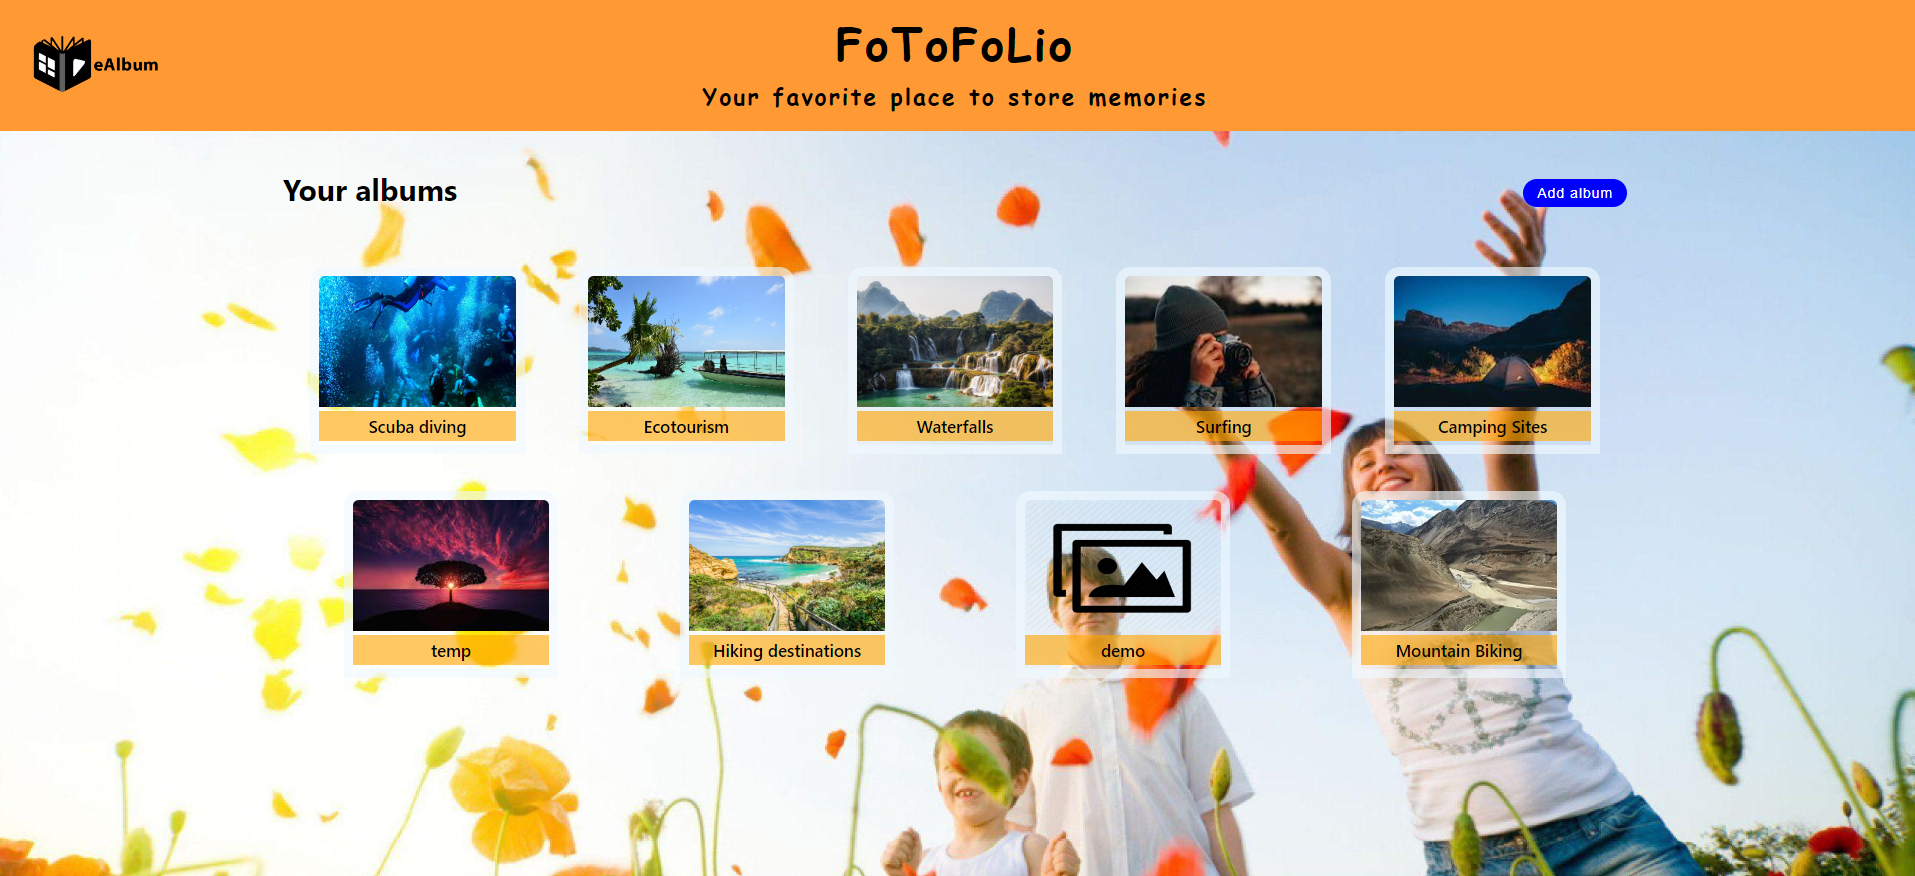 eAlbum
FoToFoLio
Your favorite place to store memories
Your albums
Add album
Scuba diving
Ecotourism
Waterfalls
Surfing
Camping Sites
temp
Hiking destinations
demo
Mountain Biking